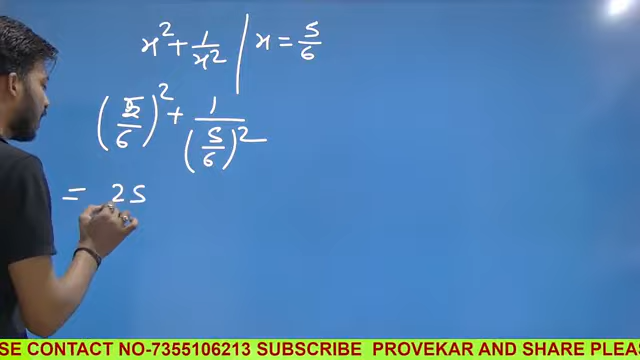 x² + 1/x² | x = 5/6
(5/6)² + 1/(5/6)²
= 25
SE CONTACT NO-7355106213 SUBSCRIBE PROVEKAR AND SHARE PLEA